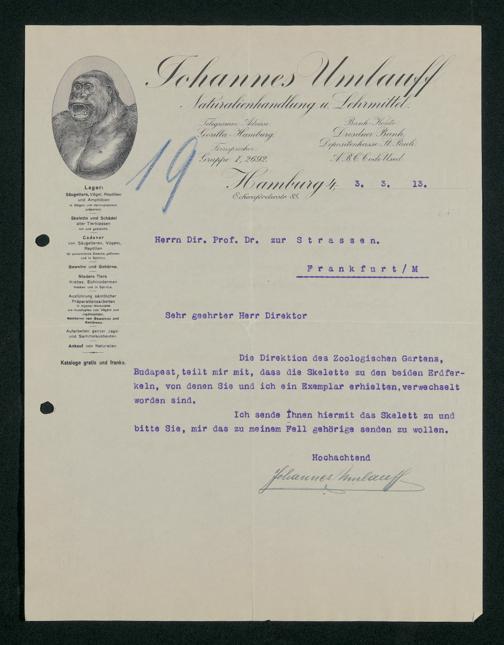 Johannes Umlauff
Naturalienhandlung u. Lehrmittel.
Telegramm-Adresse
Gorilla-Hamburg.
Fernsprecher:
Gruppe 1, 2692.
Bank-Konto
Dresdner Bank,
Depositenkasse St. Pauli.
A.B.C. Code Used.
19
Hamburg 4, 3. 3. 13.
Lager:
Säugetiere, Vögel, Reptilien
und Amphibien
Skelette und Schädel
aller Tierklassen
Cadaver
von Säugetieren, Vögeln,
Reptilien
Geweihe und Gehörne.
Niedere Tiere
Krebse, Echinodermen
Ausführung sämtlicher
Präparationsarbeiten
Aufarbeiten ganzer Jagd-
und Sammelausbeuten.
Ankauf von Naturalien
Kataloge gratis und franko.
Herrn Dir. Prof. Dr. zur Strassen.
Frankfurt/M
Sehr geehrter Herr Direktor
Die Direktion des Zoologischen Gartens,
Budapest, teilt mir mit, dass die Skelette zu den beiden Erdfer-
keln, von denen Sie und ich ein Exemplar erhielten, verwechselt
worden sind.
Ich sende Ihnen hiermit das Skelett zu und
bitte Sie, mir das zu meinem Fell gehörige senden zu wollen.
Hochachtend
Johannes Umlauff